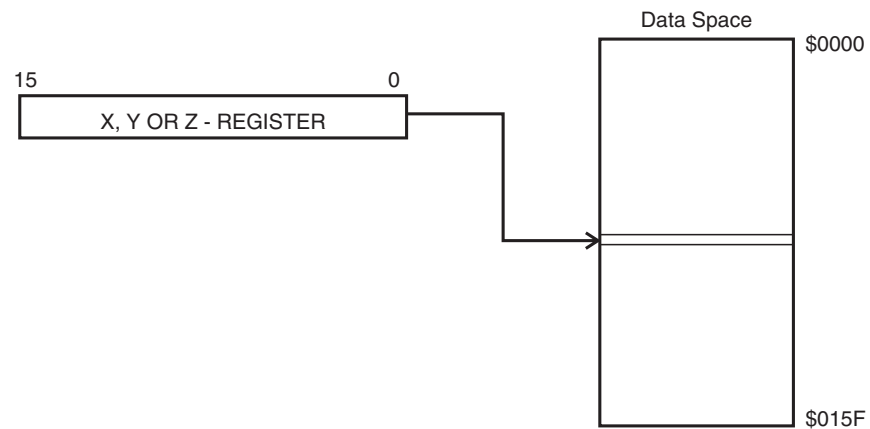 Data Space
$0000
15 0
X, Y OR Z - REGISTER
$015F